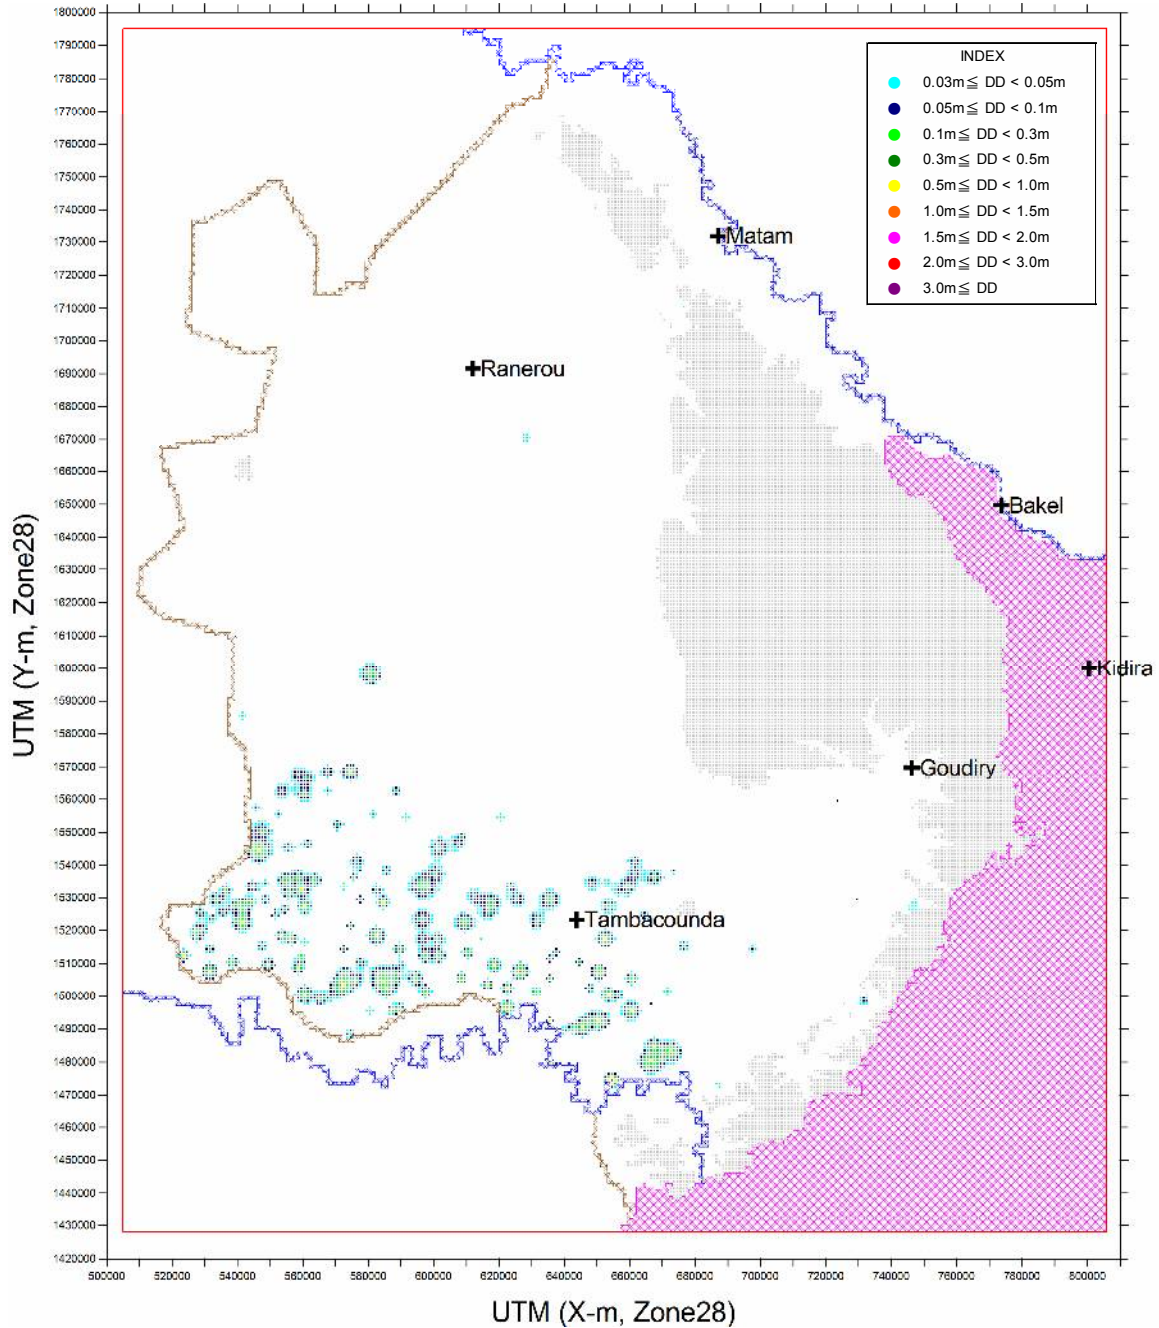 1800000
1790000
1780000
1770000
1760000
1750000
1740000
1730000
1720000
1710000
1700000
1690000
1680000
1670000
1660000
1650000
1640000
1630000
1620000
1610000
1600000
1590000
1580000
1570000
1560000
1550000
1540000
1530000
1520000
1510000
1500000
1490000
1480000
1470000
1460000
1450000
1440000
1430000
1420000
UTM (Y-m, Zone28)
INDEX
0.03m≦ DD < 0.05m
0.05m≦ DD < 0.1m
0.1m≦ DD < 0.3m
0.3m≦ DD < 0.5m
0.5m≦ DD < 1.0m
1.0m≦ DD < 1.5m
1.5m≦ DD < 2.0m
2.0m≦ DD < 3.0m
3.0m≦ DD
Matam
Ranerou
Bakel
Kidira
Goudiry
Tambacounda
500000 520000 540000 560000 580000 600000 620000 640000 660000 680000 700000 720000 740000 760000 780000 800000
UTM (X-m, Zone28)